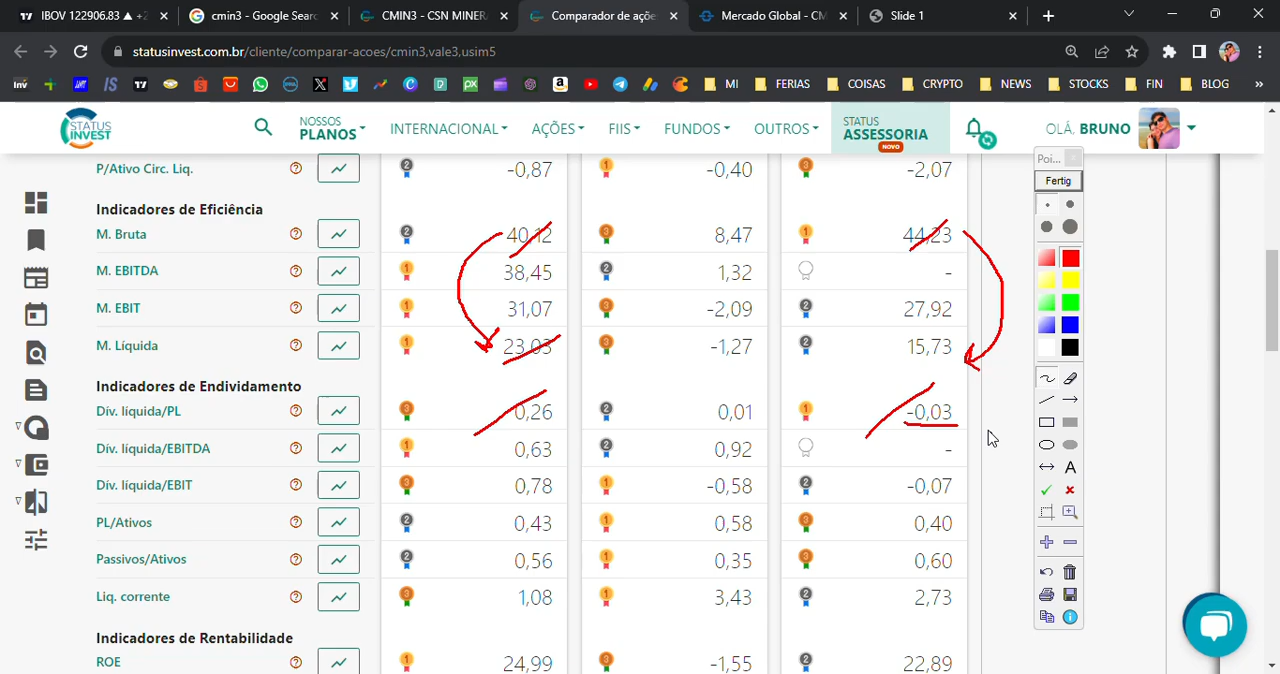 IBOV 122906.83 ▲ +2
cmin3 - Google Searc
CMIN3 - CSN MINERA
Comparador de açõe
Mercado Global - CM
Slide 1
statusinvest.com.br/cliente/comparar-acoes/cmin3,vale3,usim5
MI FERIAS COISAS CRYPTO NEWS STOCKS FIN BLOG »
STATUS INVEST
NOSSOS PLANOS
INTERNACIONAL
AÇÕES
FIIS
FUNDOS
OUTROS
STATUS ASSESSORIA
NOVO
OLÁ, BRUNO
Poi...
Fertig
P/Ativo Circ. Liq. -0,87 -0,40 -2,07
Indicadores de Eficiência
M. Bruta 40,12 8,47 44,23
M. EBITDA 38,45 1,32 -
M. EBIT 31,07 -2,09 27,92
M. Líquida 23,03 -1,27 15,73
Indicadores de Endividamento
Dív. líquida/PL 0,26 0,01 -0,03
Dív. líquida/EBITDA 0,63 0,92 -
Dív. líquida/EBIT 0,78 -0,58 -0,07
PL/Ativos 0,43 0,58 0,40
Passivos/Ativos 0,56 0,35 0,60
Liq. corrente 1,08 3,43 2,73
Indicadores de Rentabilidade
ROE 24,99 -1,55 22,89